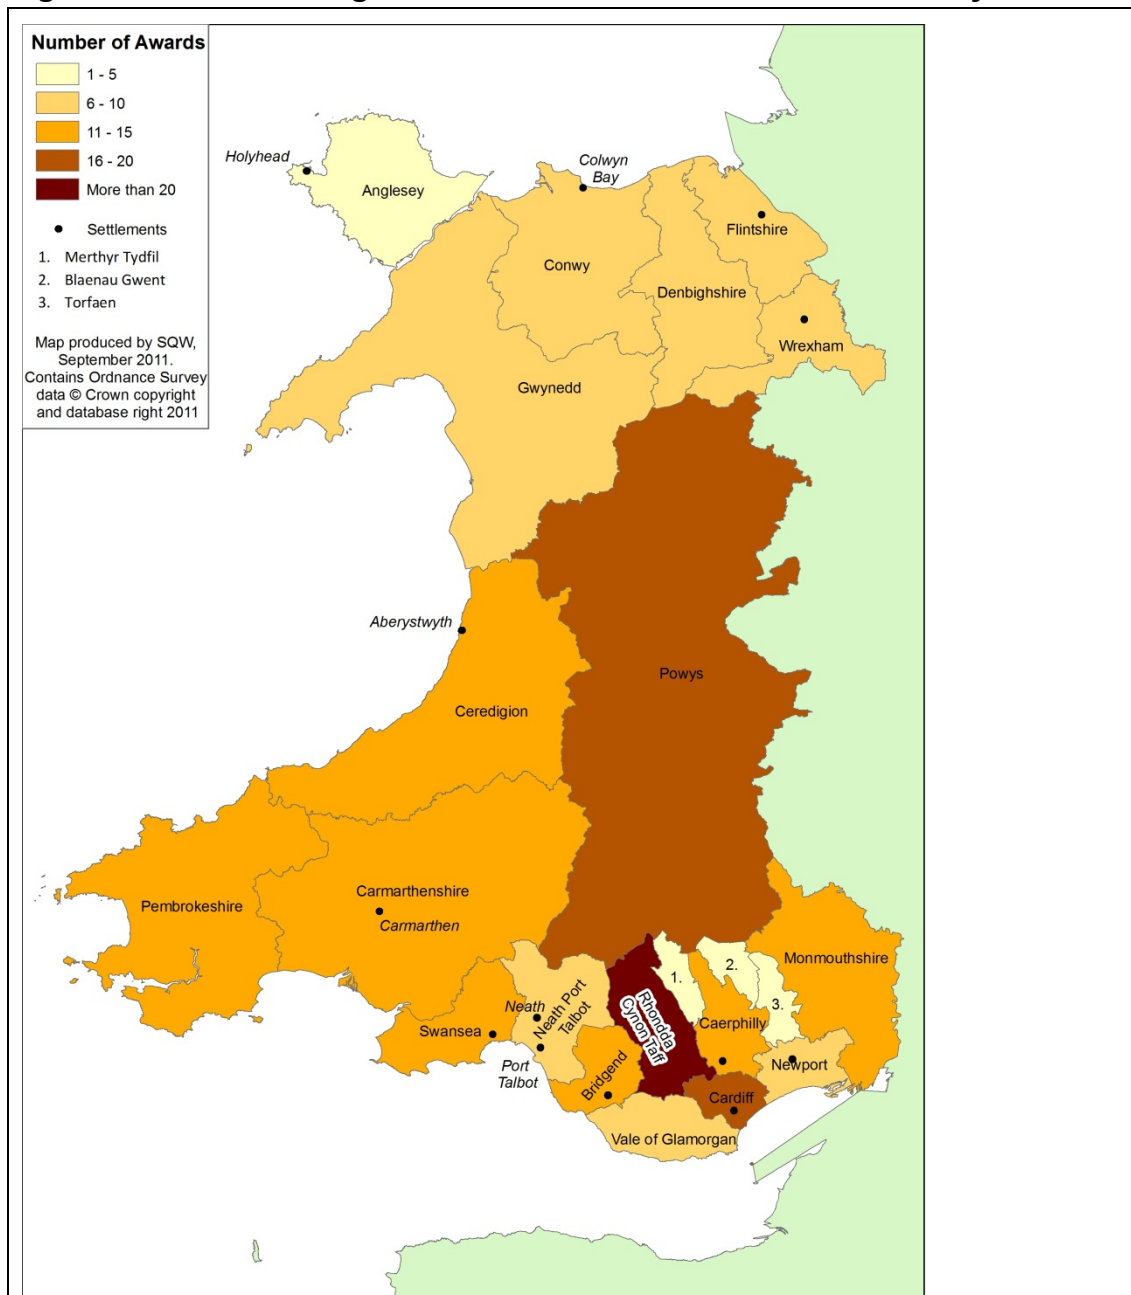 Number of Awards
1 - 5
6 - 10
11 - 15
16 - 20
More than 20
Settlements
1. Merthyr Tydfil
2. Blaenau Gwent
3. Torfaen
Map produced by SQW,
September 2011.
Contains Ordnance Survey
data © Crown copyright
and database right 2011
Holyhead
Anglesey
Colwyn
Bay
Flintshire
Conwy
Denbighshire
Wrexham
Gwynedd
Aberystwyth
Powys
Ceredigion
Carmarthenshire
Pembrokeshire
Carmarthen
Monmouthshire
1.
2.
3.
Neath
Neath Port
Talbot
Rhondda
Cynon Taff
Caerphilly
Swansea
Port
Talbot
Bridgend
Newport
Cardiff
Vale of Glamorgan